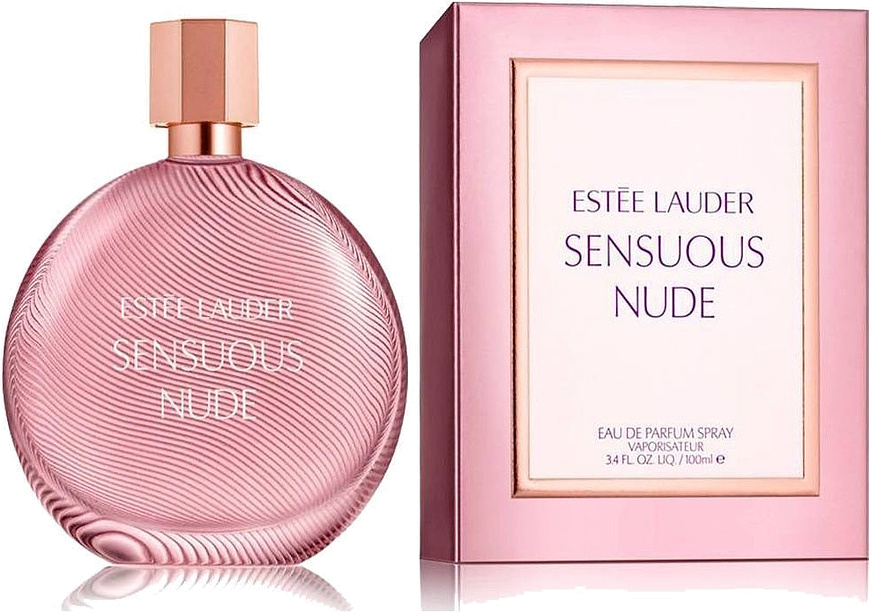 ESTĒE LAUDER
SENSUOUS
NUDE
ESTĒE LAUDER
SENSUOUS
NUDE
EAU DE PARFUM SPRAY
VAPORISATEUR
3.4 FL. OZ. LIQ. / 100ml e